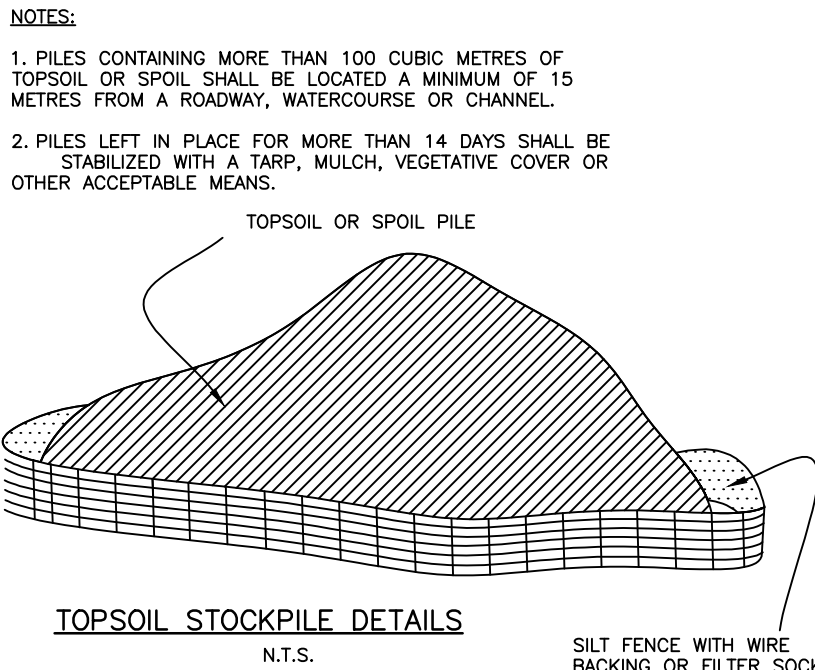 NOTES:
1. PILES CONTAINING MORE THAN 100 CUBIC METRES OF
TOPSOIL OR SPOIL SHALL BE LOCATED A MINIMUM OF 15
METRES FROM A ROADWAY, WATERCOURSE OR CHANNEL.
2. PILES LEFT IN PLACE FOR MORE THAN 14 DAYS SHALL BE
STABILIZED WITH A TARP, MULCH, VEGETATIVE COVER OR
OTHER ACCEPTABLE MEANS.
TOPSOIL OR SPOIL PILE
TOPSOIL STOCKPILE DETAILS
N.T.S.
SILT FENCE WITH WIRE
BACKING OR FILTER SOCK